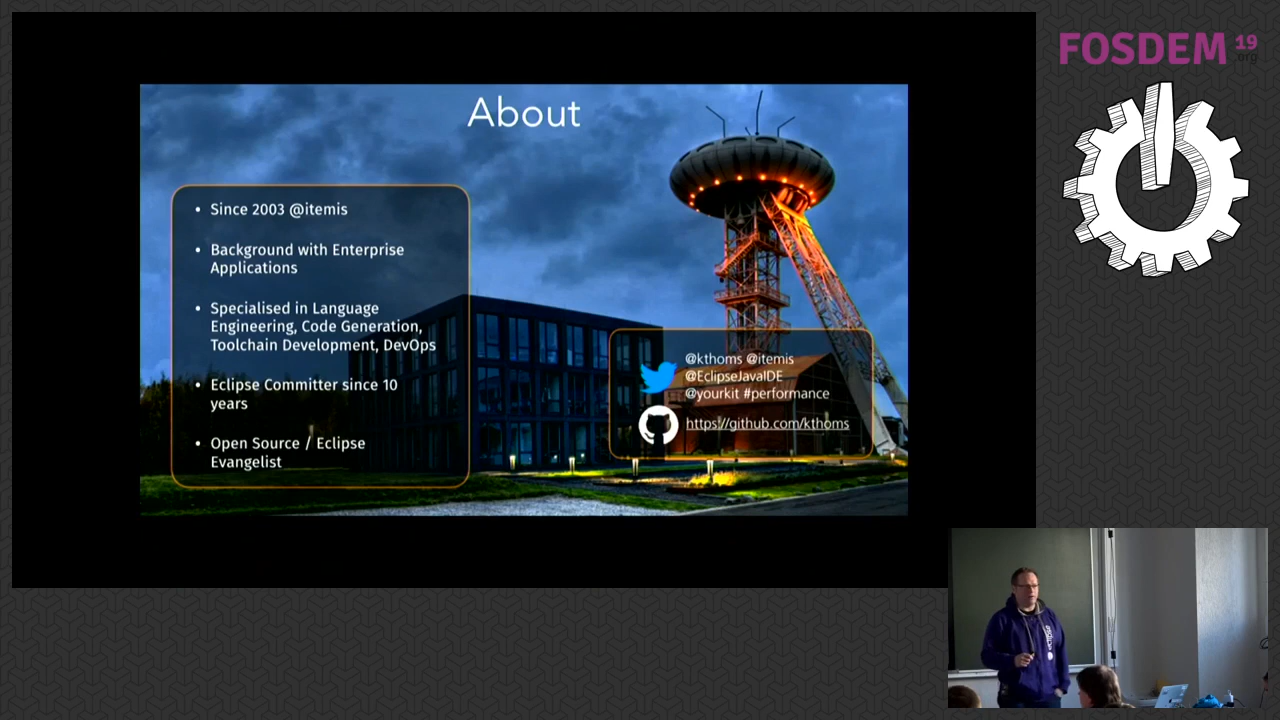 FOSDEM 19
.org
About
• Since 2003 @itemis
• Background with Enterprise
Applications
• Specialised in Language
Engineering, Code Generation,
Toolchain Development, DevOps
• Eclipse Committer since 10
years
• Open Source / Eclipse
Evangelist
@kthoms @itemis
@EclipseJavaIDE
@yourkit #performance
https://github.com/kthoms
eclipse